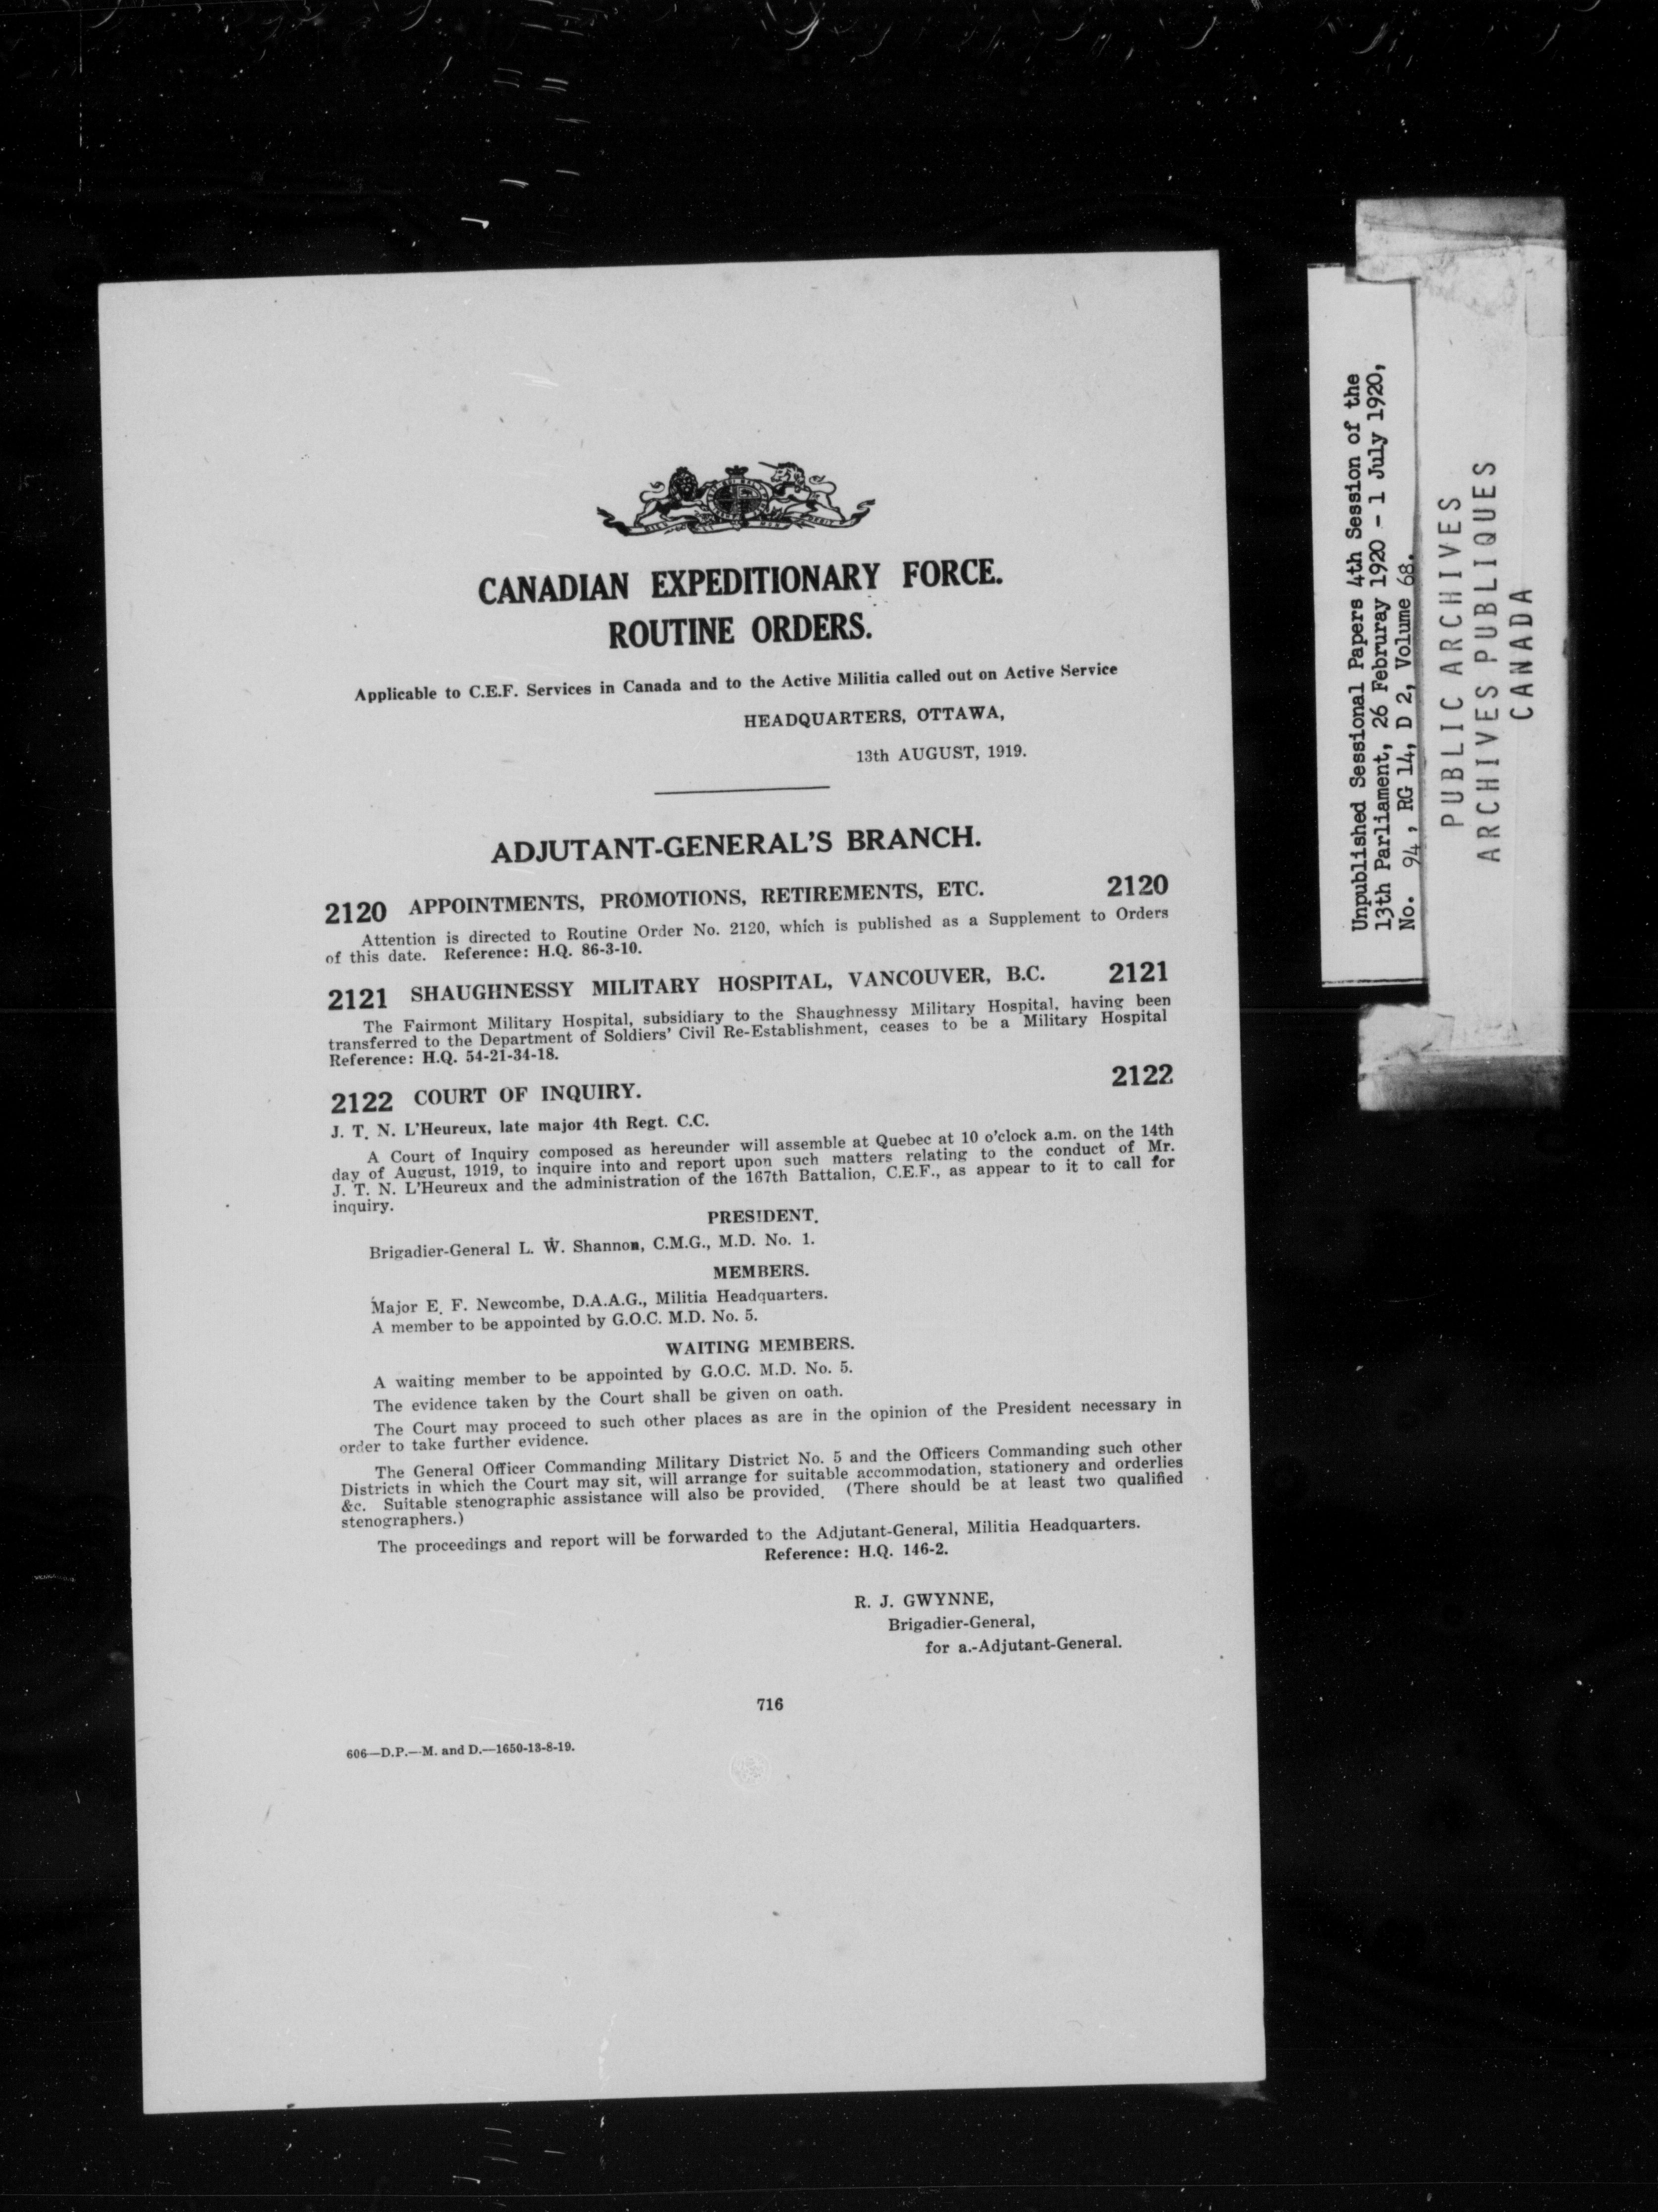 CANADIAN EXPEDITIONARY FORCE.
ROUTINE ORDERS.
Applicable to C.E.F. Services in Canada and to the Active Militia called out on Active Service
HEADQUARTERS, OTTAWA,
13th AUGUST, 1919.
ADJUTANT-GENERAL'S BRANCH.
2120 APPOINTMENTS, PROMOTIONS, RETIREMENTS, ETC. 2120
Attention is directed to Routine Order No. 2120, which is published as a Supplement to Orders
of this date. Reference: H.Q. 86-3-10.
2121 SHAUGHNESSY MILITARY HOSPITAL, VANCOUVER, B.C. 2121
The Fairmont Military Hospital, subsidiary to the Shaughnessy Military Hospital, having been
transferred to the Department of Soldiers' Civil Re-Establishment, ceases to be a Military Hospital
Reference: H.Q. 54-21-34-18.
2122 COURT OF INQUIRY. 2122
J. T. N. L'Heureux, late major 4th Regt. C.C.
A Court of Inquiry composed as hereunder will assemble at Quebec at 10 o'clock a.m. on the 14th
day of August, 1919, to inquire into and report upon such matters relating to the conduct of Mr.
J. T. N. L'Heureux and the administration of the 167th Battalion, C.E.F., as appear to it to call for
inquiry.
PRESIDENT.
Brigadier-General L. W. Shannon, C.M.G., M.D. No. 1.
MEMBERS.
Major E. F. Newcombe, D.A.A.G., Militia Headquarters.
A member to be appointed by G.O.C. M.D. No. 5.
WAITING MEMBERS.
A waiting member to be appointed by G.O.C. M.D. No. 5.
The evidence taken by the Court shall be given on oath.
The Court may proceed to such other places as are in the opinion of the President necessary in
order to take further evidence.
The General Officer Commanding Military District No. 5 and the Officers Commanding such other
Districts in which the Court may sit, will arrange for suitable accommodation, stationery and orderlies
&c. Suitable stenographic assistance will also be provided. (There should be at least two qualified
stenographers.)
The proceedings and report will be forwarded to the Adjutant-General, Militia Headquarters.
Reference: H.Q. 146-2.
R. J. GWYNNE,
Brigadier-General,
for a.-Adjutant-General.
716
606—D.P.—M. and D.—1650-13-8-19.
Unpublished Sessional Papers 4th Session of the
13th Parliament, 26 Februray 1920 - 1 July 1920,
No. 94, RG 14, D 2, Volume 68.
PUBLIC ARCHIVES
ARCHIVES PUBLIQUES
CANADA